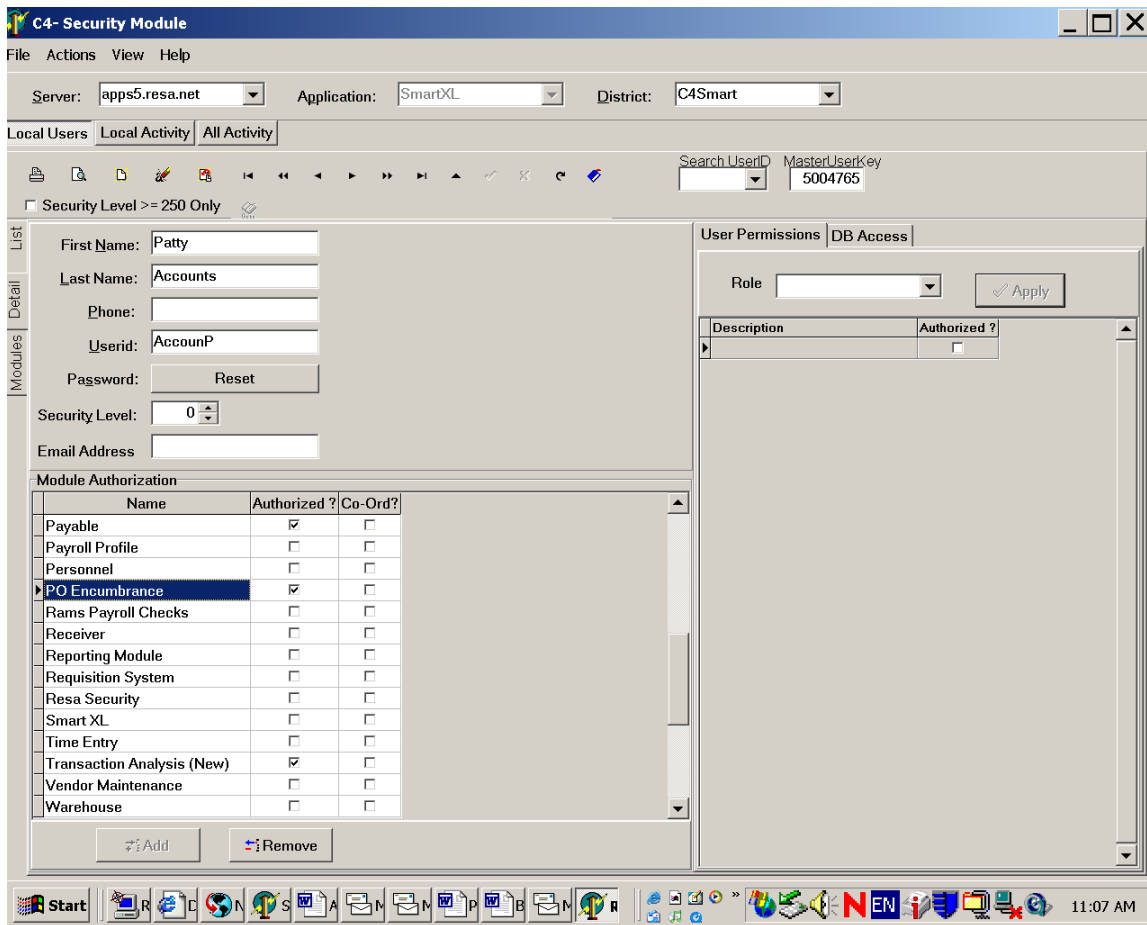 C4- Security Module
File Actions View Help
Server: apps5.resa.net Application: SmartXL District: C4Smart
Local Users Local Activity All Activity
Search UserID MasterUserKey
5004765
Security Level >= 250 Only
List
Detail
Modules
First Name: Patty
Last Name: Accounts
Phone:
Userid: AccounP
Password: Reset
Security Level: 0
Email Address
User Permissions DB Access
Role Apply
Description Authorized ?
Module Authorization
Name Authorized ? Co-Ord?
Payable
Payroll Profile
Personnel
PO Encumbrance
Rams Payroll Checks
Receiver
Reporting Module
Requisition System
Resa Security
Smart XL
Time Entry
Transaction Analysis (New)
Vendor Maintenance
Warehouse
Add Remove
Start R D N S A M M P B M R » N EN 11:07 AM